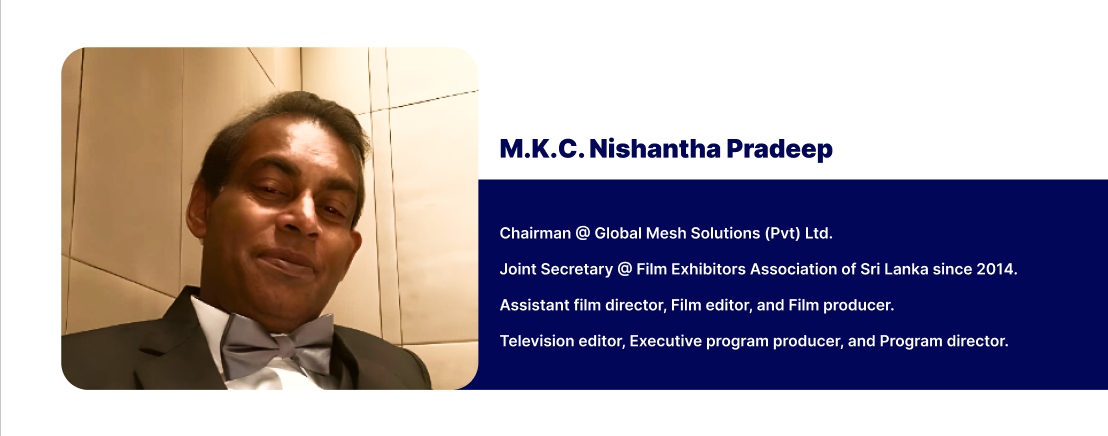 M.K.C. Nishantha Pradeep
Chairman @ Global Mesh Solutions (Pvt) Ltd.
Joint Secretary @ Film Exhibitors Association of Sri Lanka since 2014.
Assistant film director, Film editor, and Film producer.
Television editor, Executive program producer, and Program director.